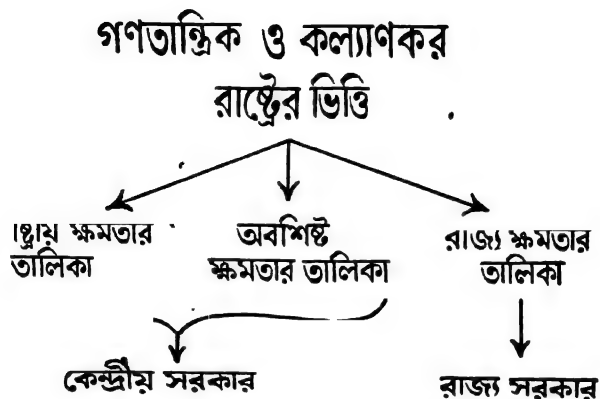 গণতান্ত্রিক ও কল্যাণকর
রাষ্ট্রের ভিত্তি
ক্ষমতার
তালিকা
অবশিষ্ট
ক্ষমতার তালিকা
রাজ্য ক্ষমতার
তালিকা
কেন্দ্রীয় সরকার
রাজ্য সরকার